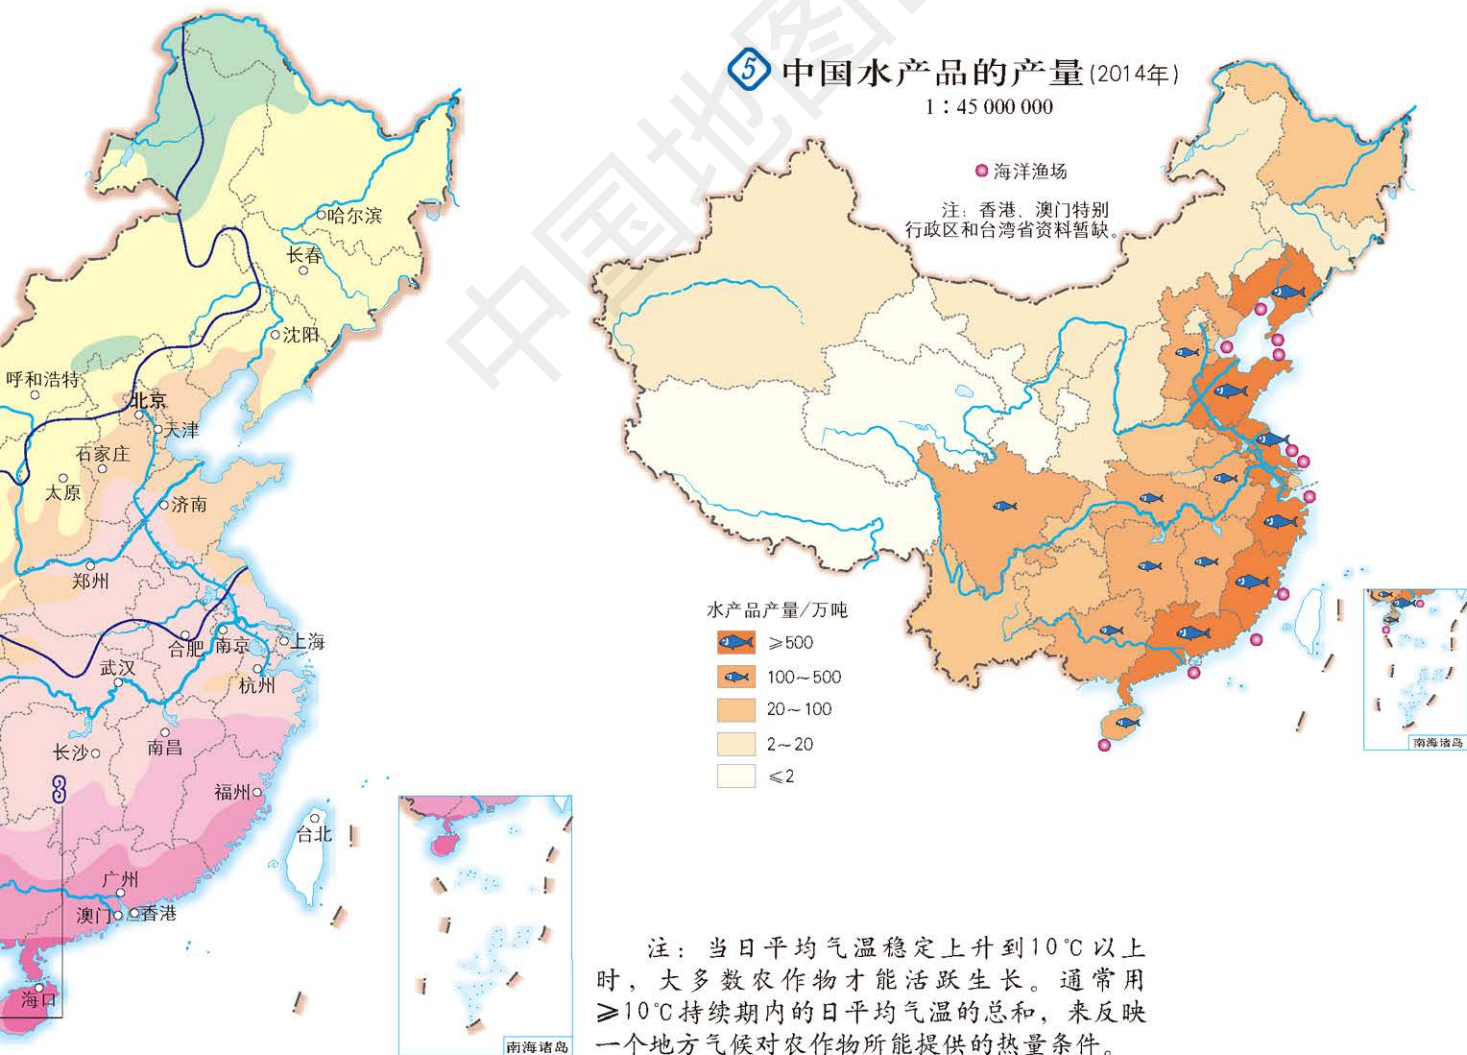 ⑤ 中国水产品的产量(2014年)
1∶45 000 000
海洋渔场
注：香港、澳门特别
行政区和台湾省资料暂缺。
水产品产量/万吨
≥500
100~500
20~100
2~20
≤2
南海诸岛
哈尔滨
长春
沈阳
呼和浩特
北京
天津
石家庄
太原
济南
郑州
合肥
南京
上海
武汉
杭州
长沙
南昌
3
福州
台北
广州
澳门
香港
海口
南海诸岛
注：当日平均气温稳定上升到10℃以上
时，大多数农作物才能活跃生长。通常用
≥10℃持续期内的日平均气温的总和，来反映
一个地方气候对农作物所能提供的热量条件。
中国地图